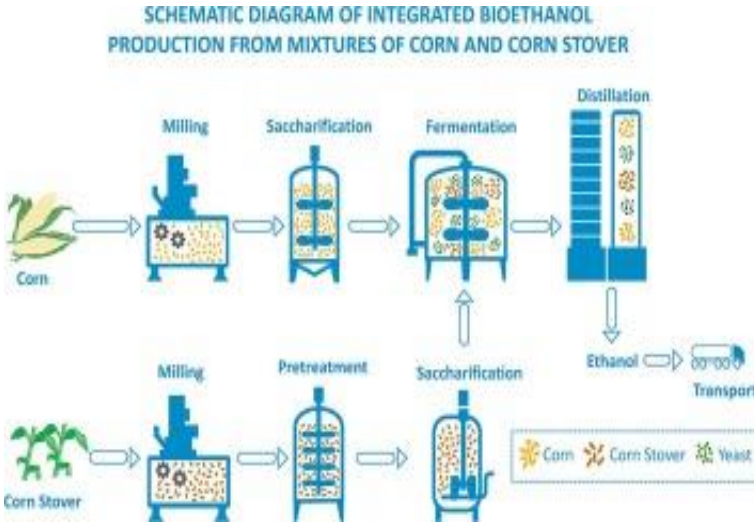 SCHEMATIC DIAGRAM OF INTEGRATED BIOETHANOL
PRODUCTION FROM MIXTURES OF CORN AND CORN STOVER
Distillation
Milling
Saccharification
Fermentation
Corn
Milling
Pretreatment
Saccharification
Ethanol
Transport
Corn Stover
Corn
Corn Stover
Yeast